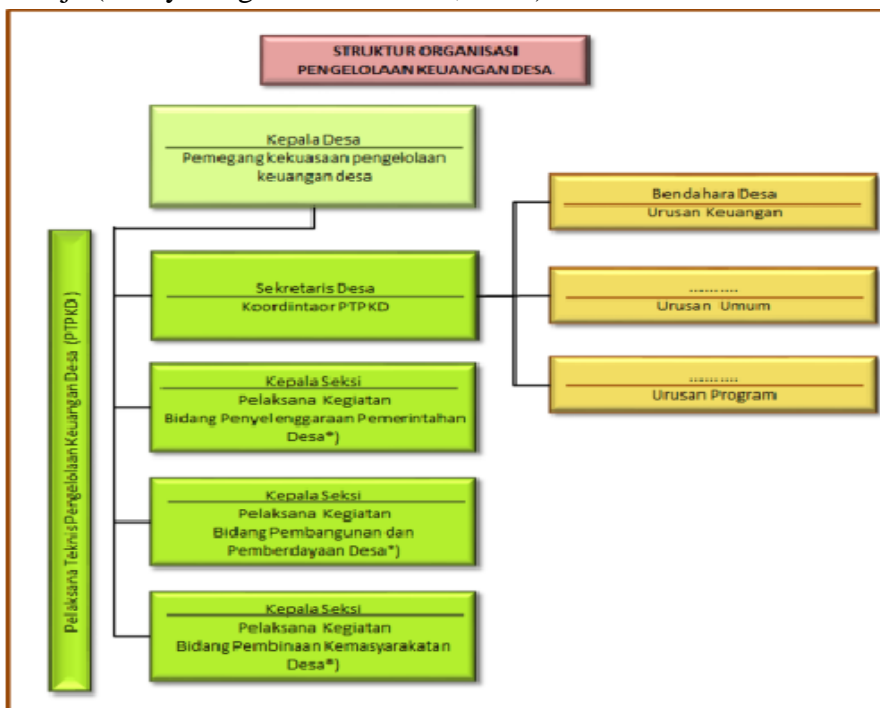 STRUKTUR ORGANISASI
PENGELOLAAN KEUANGAN DESA
Kepala Desa
Pemegang kekuasaan pengelolaan
keuangan desa
Bendahara Desa
Urusan Keuangan
Pelaksana Teknis Pengelolaan Keuangan Desa (PTPKD)
Sekretaris Desa
Koordiintaor PTPKD
..........
Urusan Umum
Kepala Seksi
Pelaksana Kegiatan
Bidang Penyelenggaraan Pemerintahan
Desa*)
..........
Urusan Program
Kepala Seksi
Pelaksana Kegiatan
Bidang Pembangunan dan
Pemberdayaan Desa*)
Kepala Seksi
Pelaksana Kegiatan
Bidang Pembinaan Kemasyarakatan
Desa*)